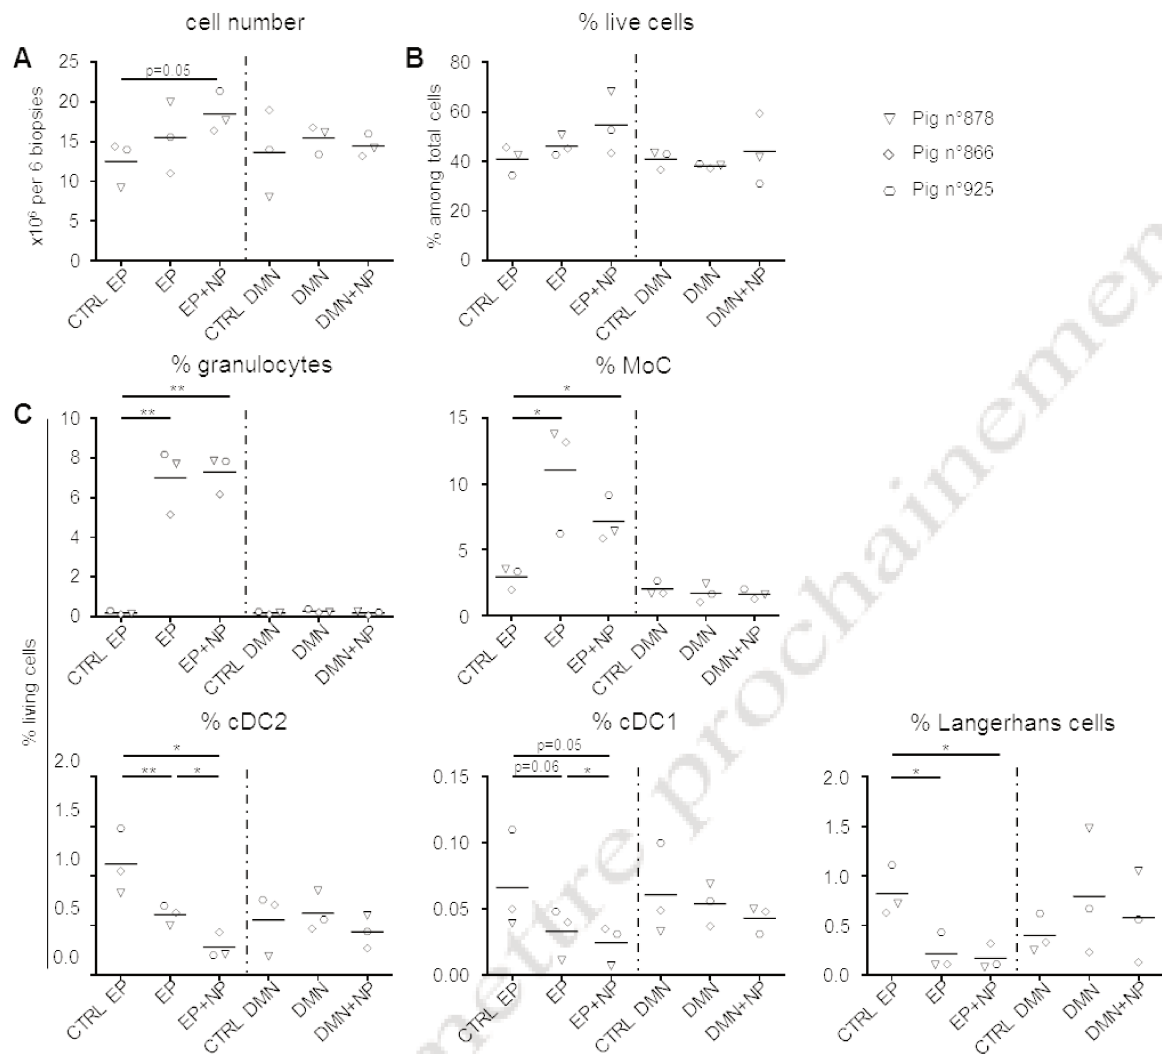 cell number
% live cells
A
B
x10⁶ per 6 biopsies
25
20
15
10
5
0
p=0.05
CTRL EP
EP
EP+NP
CTRL DMN
DMN
DMN+NP
% among total cells
80
60
40
20
0
CTRL EP
EP
EP+NP
CTRL DMN
DMN
DMN+NP
Pig n°878
Pig n°866
Pig n°925
C
% living cells
% granulocytes
10
8
6
4
2
0
**
**
CTRL EP
EP
EP+NP
CTRL DMN
DMN
DMN+NP
% MoC
15
10
5
0
*
*
CTRL EP
EP
EP+NP
CTRL DMN
DMN
DMN+NP
% cDC2
2.0
1.5
1.0
0.5
0.0
*
** *
CTRL EP
EP
EP+NP
CTRL DMN
DMN
DMN+NP
% cDC1
0.15
0.10
0.05
0.00
p=0.05
p=0.06 *
CTRL EP
EP
EP+NP
CTRL DMN
DMN
DMN+NP
% Langerhans cells
2.0
1.5
1.0
0.5
0.0
*
*
CTRL EP
EP
EP+NP
CTRL DMN
DMN
DMN+NP
mettre prochainemen